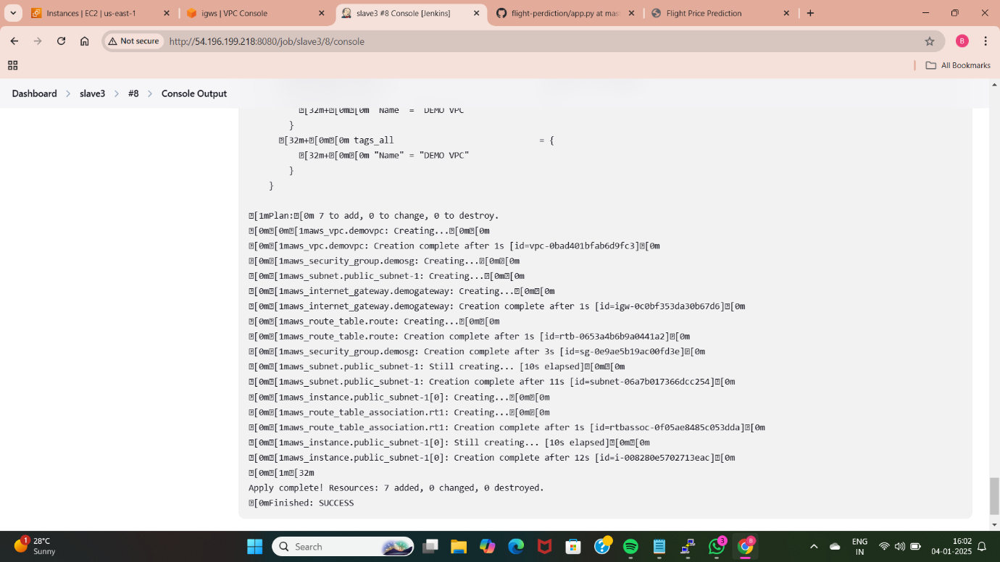 Instances | EC2 | us-east-1
igws | VPC Console
slave3 #8 Console [Jenkins]
flight-perdiction/app.py at mas
Flight Price Prediction
Not secure
http://54.196.199.218:8080/job/slave3/8/console
B
All Bookmarks
Dashboard > slave3 > #8 > Console Output
[32m+[0m[0m "Name" = "DEMO VPC"
}
[32m+[0m[0m tags_all = {
[32m+[0m[0m "Name" = "DEMO VPC"
}
}
[1mPlan:[0m 7 to add, 0 to change, 0 to destroy.
[0m[0m[1maws_vpc.demovpc: Creating...[0m[0m
[0m[1maws_vpc.demovpc: Creation complete after 1s [id=vpc-0bad401bfab6d9fc3][0m
[0m[1maws_security_group.demosg: Creating...[0m[0m
[0m[1maws_subnet.public_subnet-1: Creating...[0m[0m
[0m[1maws_internet_gateway.demogateway: Creating...[0m[0m
[0m[1maws_internet_gateway.demogateway: Creation complete after 1s [id=igw-0c0bf353da30b67d6][0m
[0m[1maws_route_table.route: Creating...[0m[0m
[0m[1maws_route_table.route: Creation complete after 1s [id=rtb-0653a4b6b9a0441a2][0m
[0m[1maws_security_group.demosg: Creation complete after 3s [id=sg-0e9ae5b19ac00fd3e][0m
[0m[1maws_subnet.public_subnet-1: Still creating... [10s elapsed][0m[0m
[0m[1maws_subnet.public_subnet-1: Creation complete after 11s [id=subnet-06a7b017366dcc254][0m
[0m[1maws_instance.public_subnet-1[0]: Creating...[0m[0m
[0m[1maws_route_table_association.rt1: Creating...[0m[0m
[0m[1maws_route_table_association.rt1: Creation complete after 1s [id=rtbassoc-0f05ae8485c053dda][0m
[0m[1maws_instance.public_subnet-1[0]: Still creating... [10s elapsed][0m[0m
[0m[1maws_instance.public_subnet-1[0]: Creation complete after 12s [id=i-008280e5702713eac][0m
[0m[1m[32m
Apply complete! Resources: 7 added, 0 changed, 0 destroyed.
[0mFinished: SUCCESS
1
28°C
Sunny
Search
3
B
ENG
IN
16:02
04-01-2025